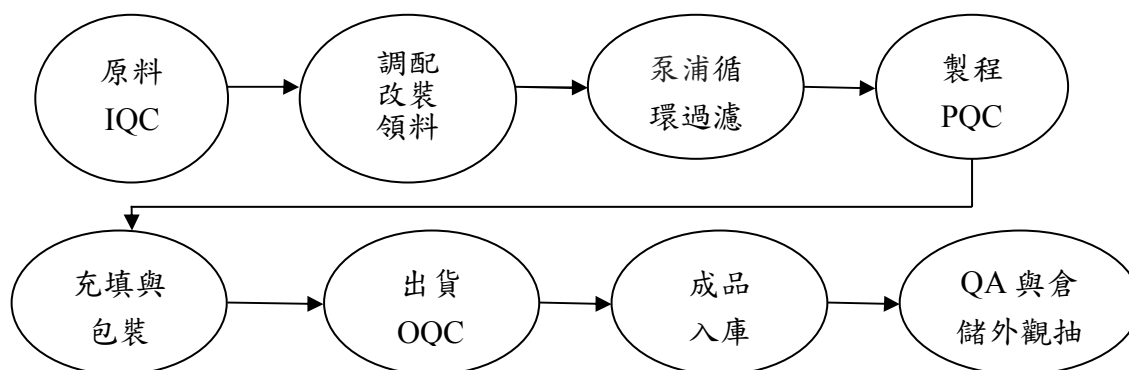 原料
IQC
調配
改裝
領料
泵浦循
環過濾
製程
PQC
充填與
包裝
出貨
OQC
成品
入庫
QA 與倉
儲外觀抽